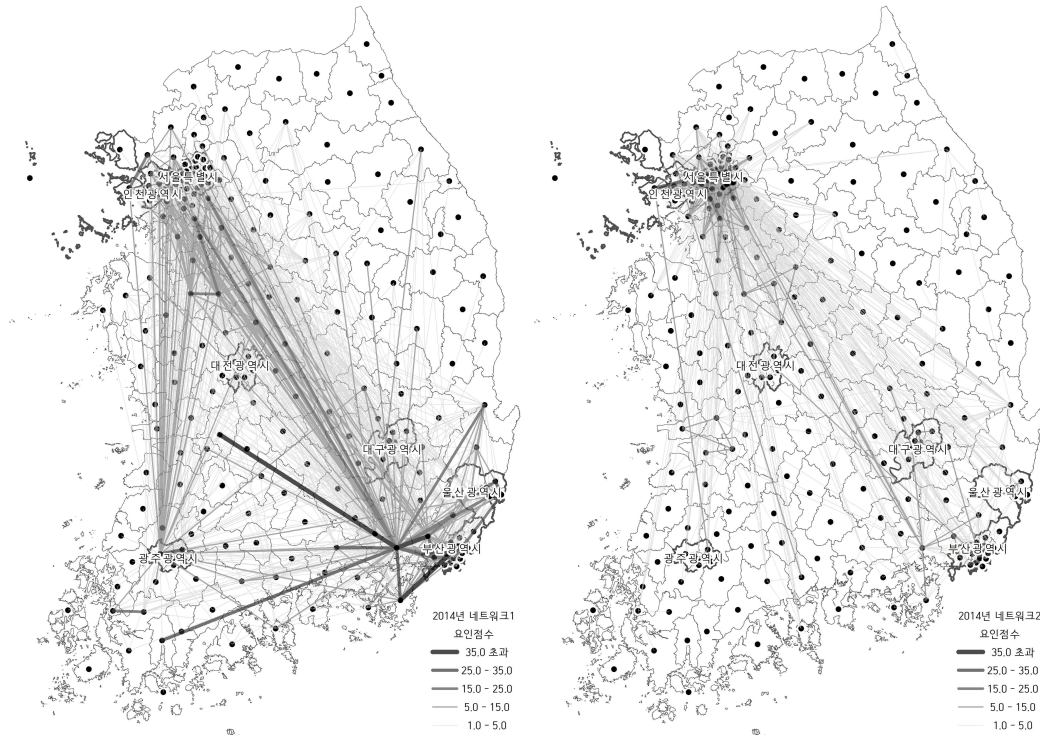 서울특별시
인천광역시
대전광역시
대구광역시
울산광역시
부산광역시
광주광역시
2014년 네트워크1
요인점수
35.0 초과
25.0 - 35.0
15.0 - 25.0
5.0 - 15.0
1.0 - 5.0
서울특별시
인천광역시
대전광역시
대구광역시
울산광역시
부산광역시
광주광역시
2014년 네트워크2
요인점수
35.0 초과
25.0 - 35.0
15.0 - 25.0
5.0 - 15.0
1.0 - 5.0